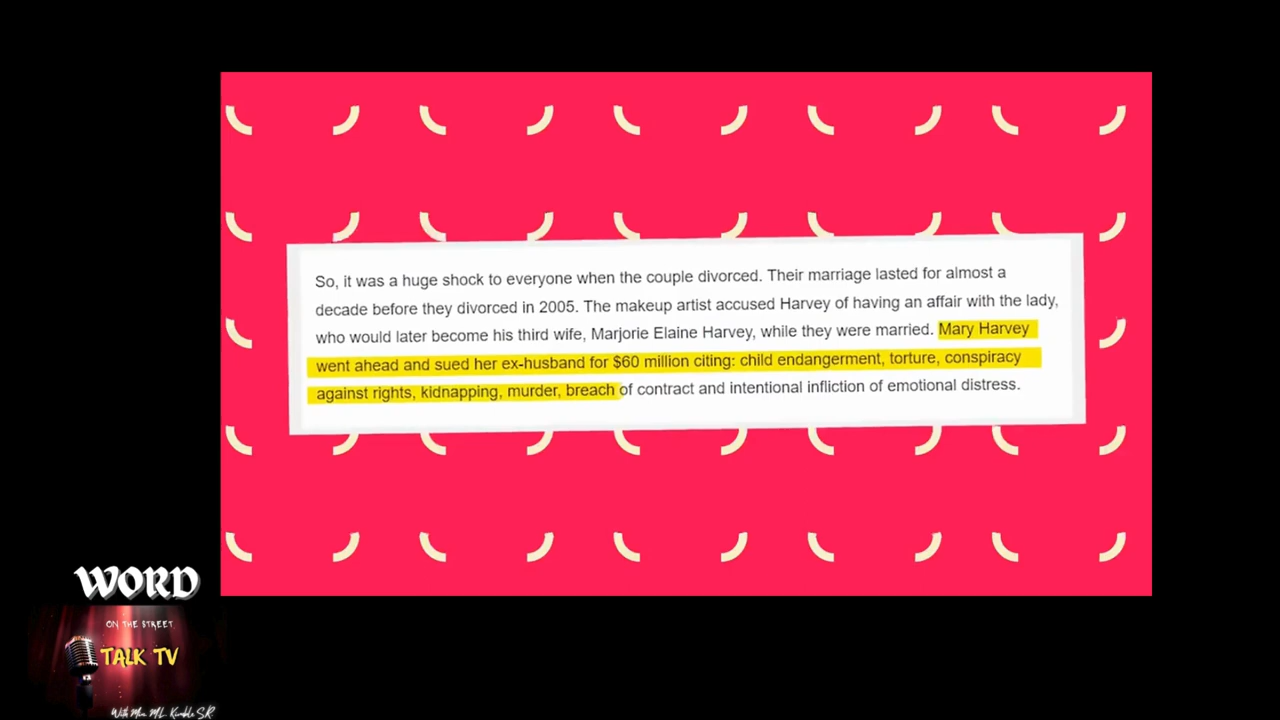 So, it was a huge shock to everyone when the couple divorced. Their marriage lasted for almost a
decade before they divorced in 2005. The makeup artist accused Harvey of having an affair with the lady,
who would later become his third wife, Marjorie Elaine Harvey, while they were married. Mary Harvey
went ahead and sued her ex-husband for $60 million citing: child endangerment, torture, conspiracy
against rights, kidnapping, murder, breach of contract and intentional infliction of emotional distress.
WORD
ON THE STREET
TALK TV
With Min. M.L. Kimble S.R.